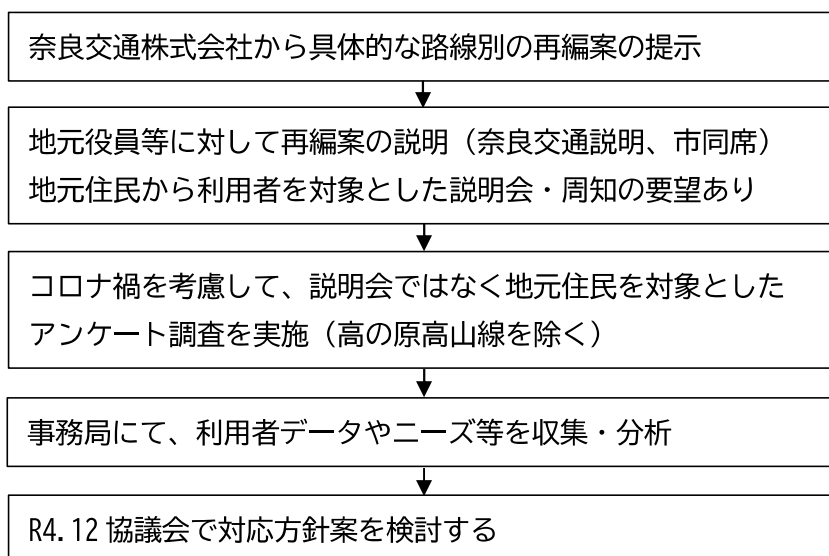 奈良交通株式会社から具体的な路線別の再編案の提示
地元役員等に対して再編案の説明（奈良交通説明、市同席）
地元住民から利用者を対象とした説明会・周知の要望あり
コロナ禍を考慮して、説明会ではなく地元住民を対象とした
アンケート調査を実施（高の原高山線を除く）
事務局にて、利用者データやニーズ等を収集・分析
R4.12 協議会で対応方針案を検討する